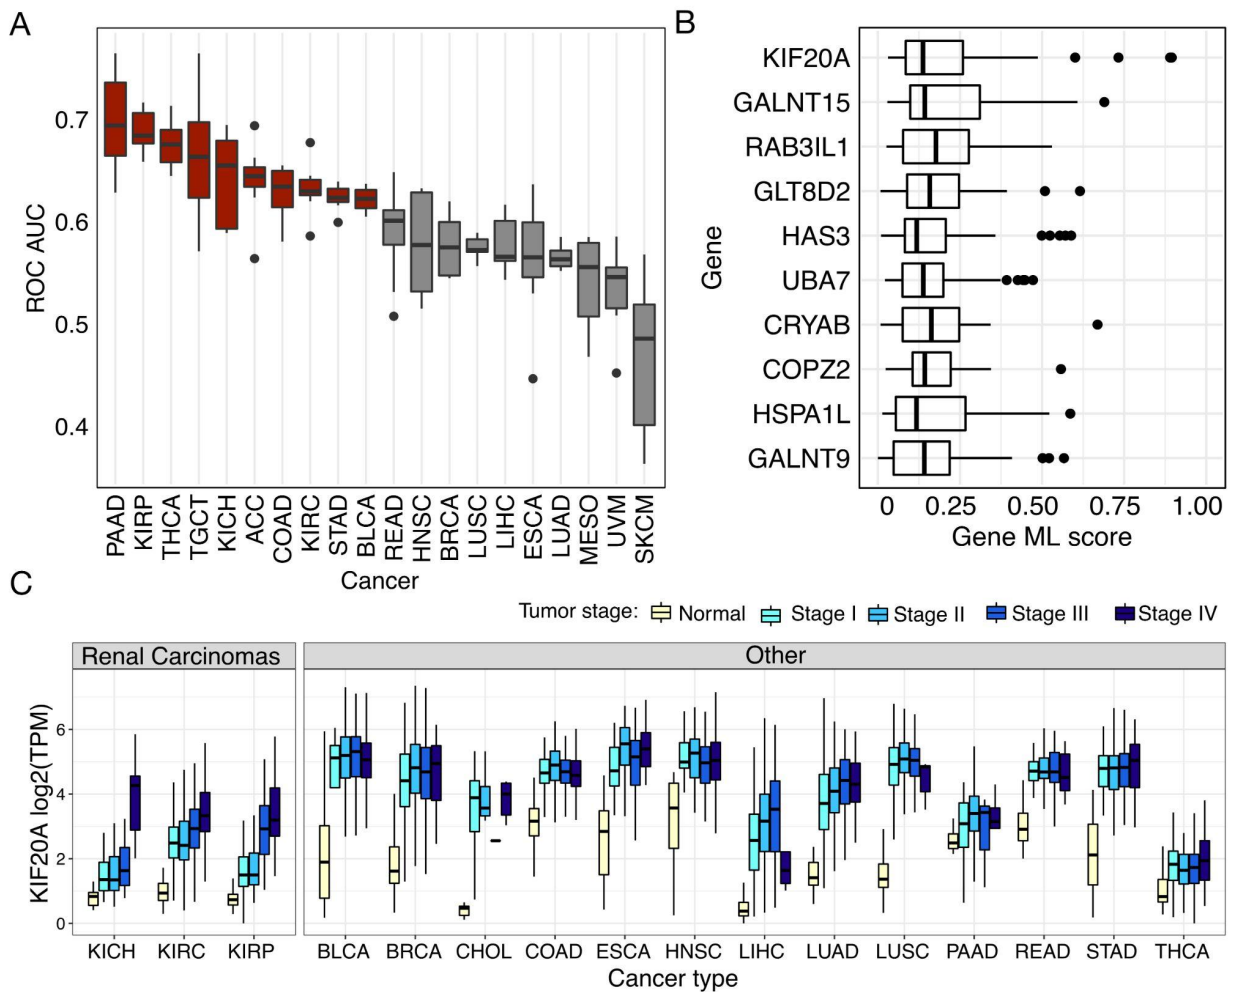 A
ROC AUC
0.7
0.6
0.5
0.4
PAAD
KIRP
THCA
TGCT
KICH
ACC
COAD
KIRC
STAD
BLCA
READ
HNSC
BRCA
LUSC
LIHC
ESCA
LUAD
MESO
UVM
SKCM
Cancer
B
Gene
KIF20A
GALNT15
RAB3IL1
GLT8D2
HAS3
UBA7
CRYAB
COPZ2
HSPA1L
GALNT9
0 0.25 0.50 0.75 1.00
Gene ML score
C
Tumor stage: Normal Stage I Stage II Stage III Stage IV
Renal Carcinomas Other
KIF20A log2(TPM)
6
4
2
0
KICH KIRC KIRP BLCA BRCA CHOL COAD ESCA HNSC LIHC LUAD LUSC PAAD READ STAD THCA
Cancer type